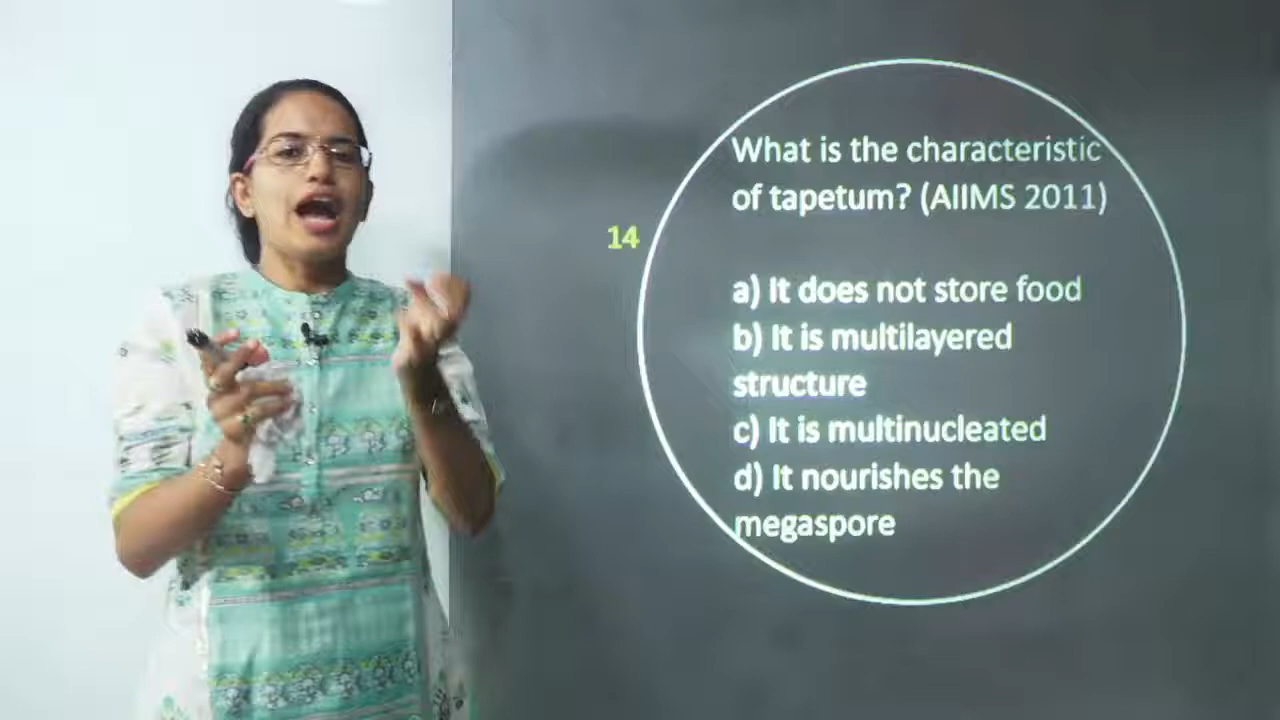 What is the characteristic
of tapetum? (AIIMS 2011)
14
a) It does not store food
b) It is multilayered
structure
c) It is multinucleated
d) It nourishes the
megaspore